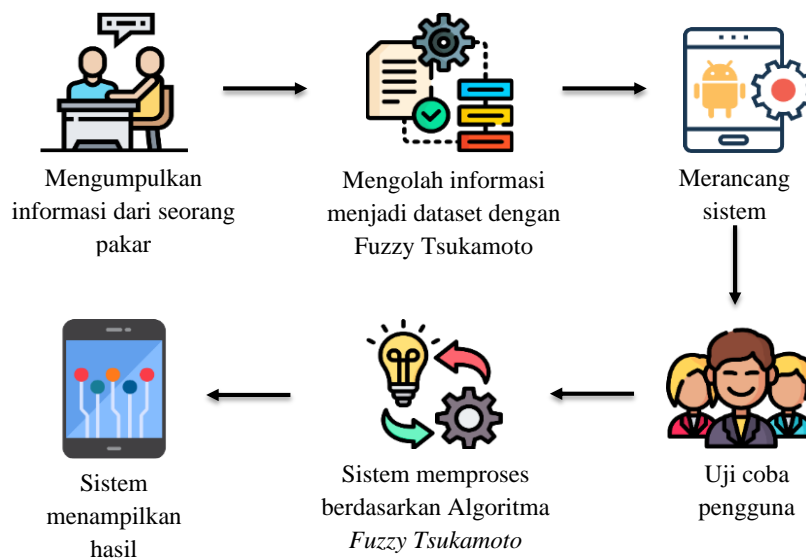 Mengumpulkan
informasi dari seorang
pakar
Mengolah informasi
menjadi dataset dengan
Fuzzy Tsukamoto
Merancang
sistem
Uji coba
pengguna
Sistem memproses
berdasarkan Algoritma
Fuzzy Tsukamoto
Sistem
menampilkan
hasil